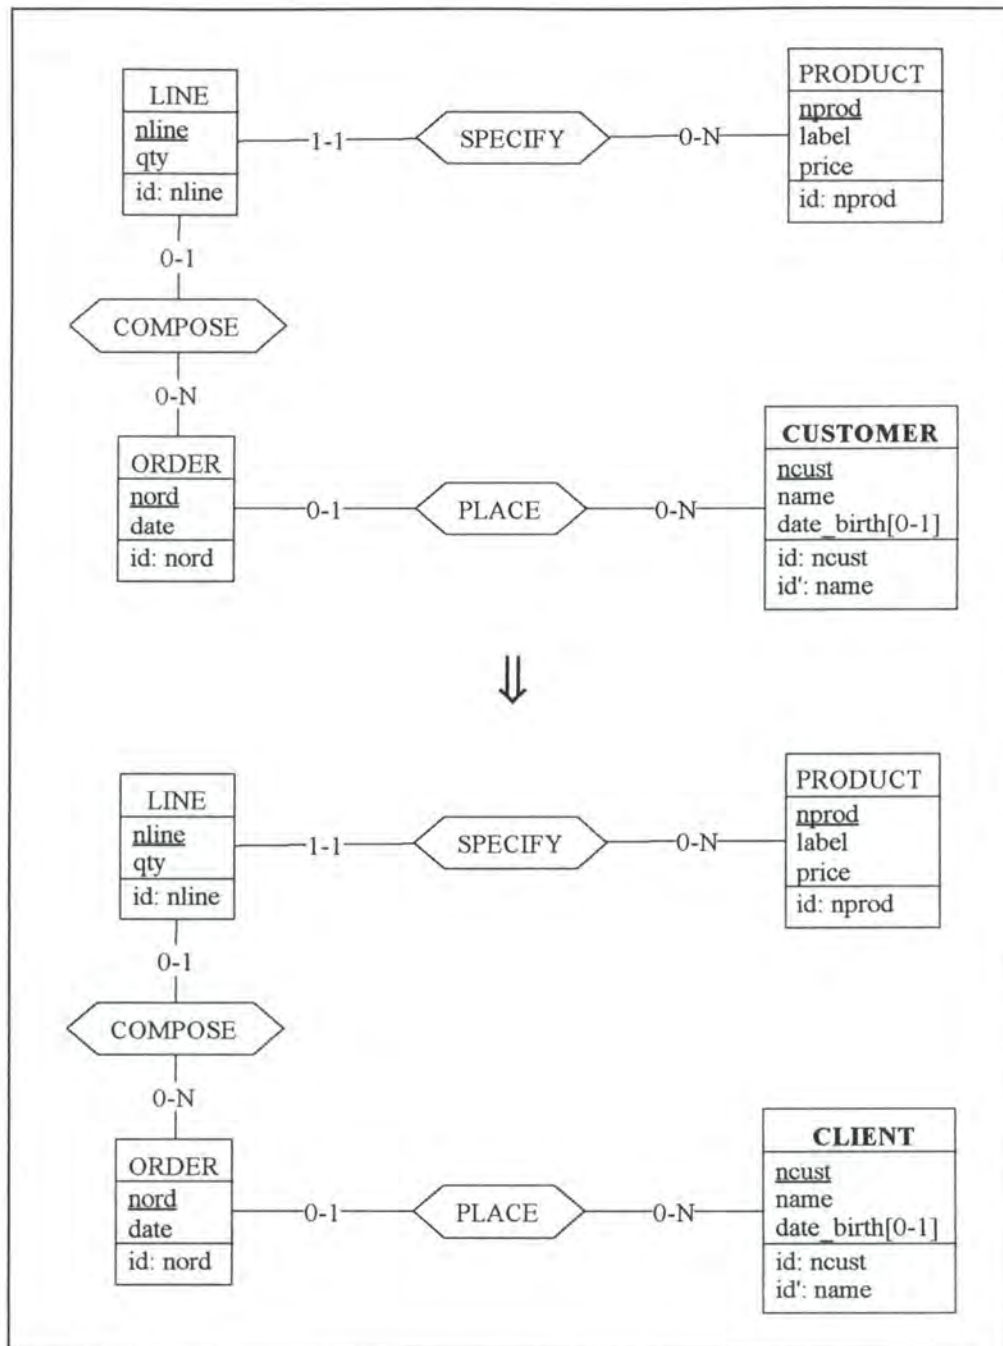 LINE
nline
qty
id: nline
1-1
SPECIFY
0-N
PRODUCT
nprod
label
price
id: nprod
0-1
COMPOSE
0-N
ORDER
nord
date
id: nord
0-1
PLACE
0-N
CUSTOMER
ncust
name
date_birth[0-1]
id: ncust
id': name
⇓
LINE
nline
qty
id: nline
1-1
SPECIFY
0-N
PRODUCT
nprod
label
price
id: nprod
0-1
COMPOSE
0-N
ORDER
nord
date
id: nord
0-1
PLACE
0-N
CLIENT
ncust
name
date_birth[0-1]
id: ncust
id': name